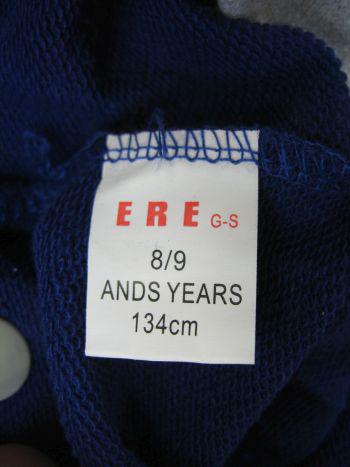 ERE G-S
8/9
ANDS YEARS
134cm